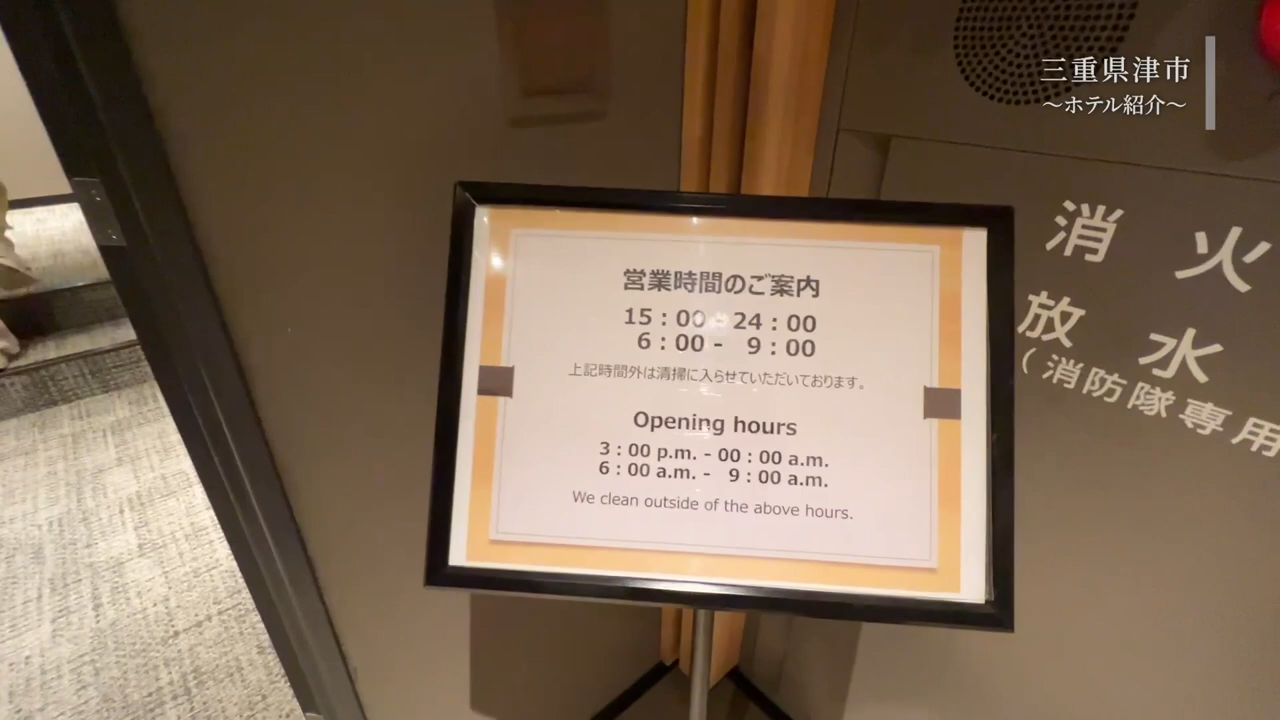 三重県津市
～ホテル紹介～
営業時間のご案内
15：00 - 24：00
6：00 - 9：00
上記時間外は清掃に入らせていただいております。
Opening hours
3：00 p.m. - 00：00 a.m.
6：00 a.m. - 9：00 a.m.
We clean outside of the above hours.
消火
放水
（消防隊専用